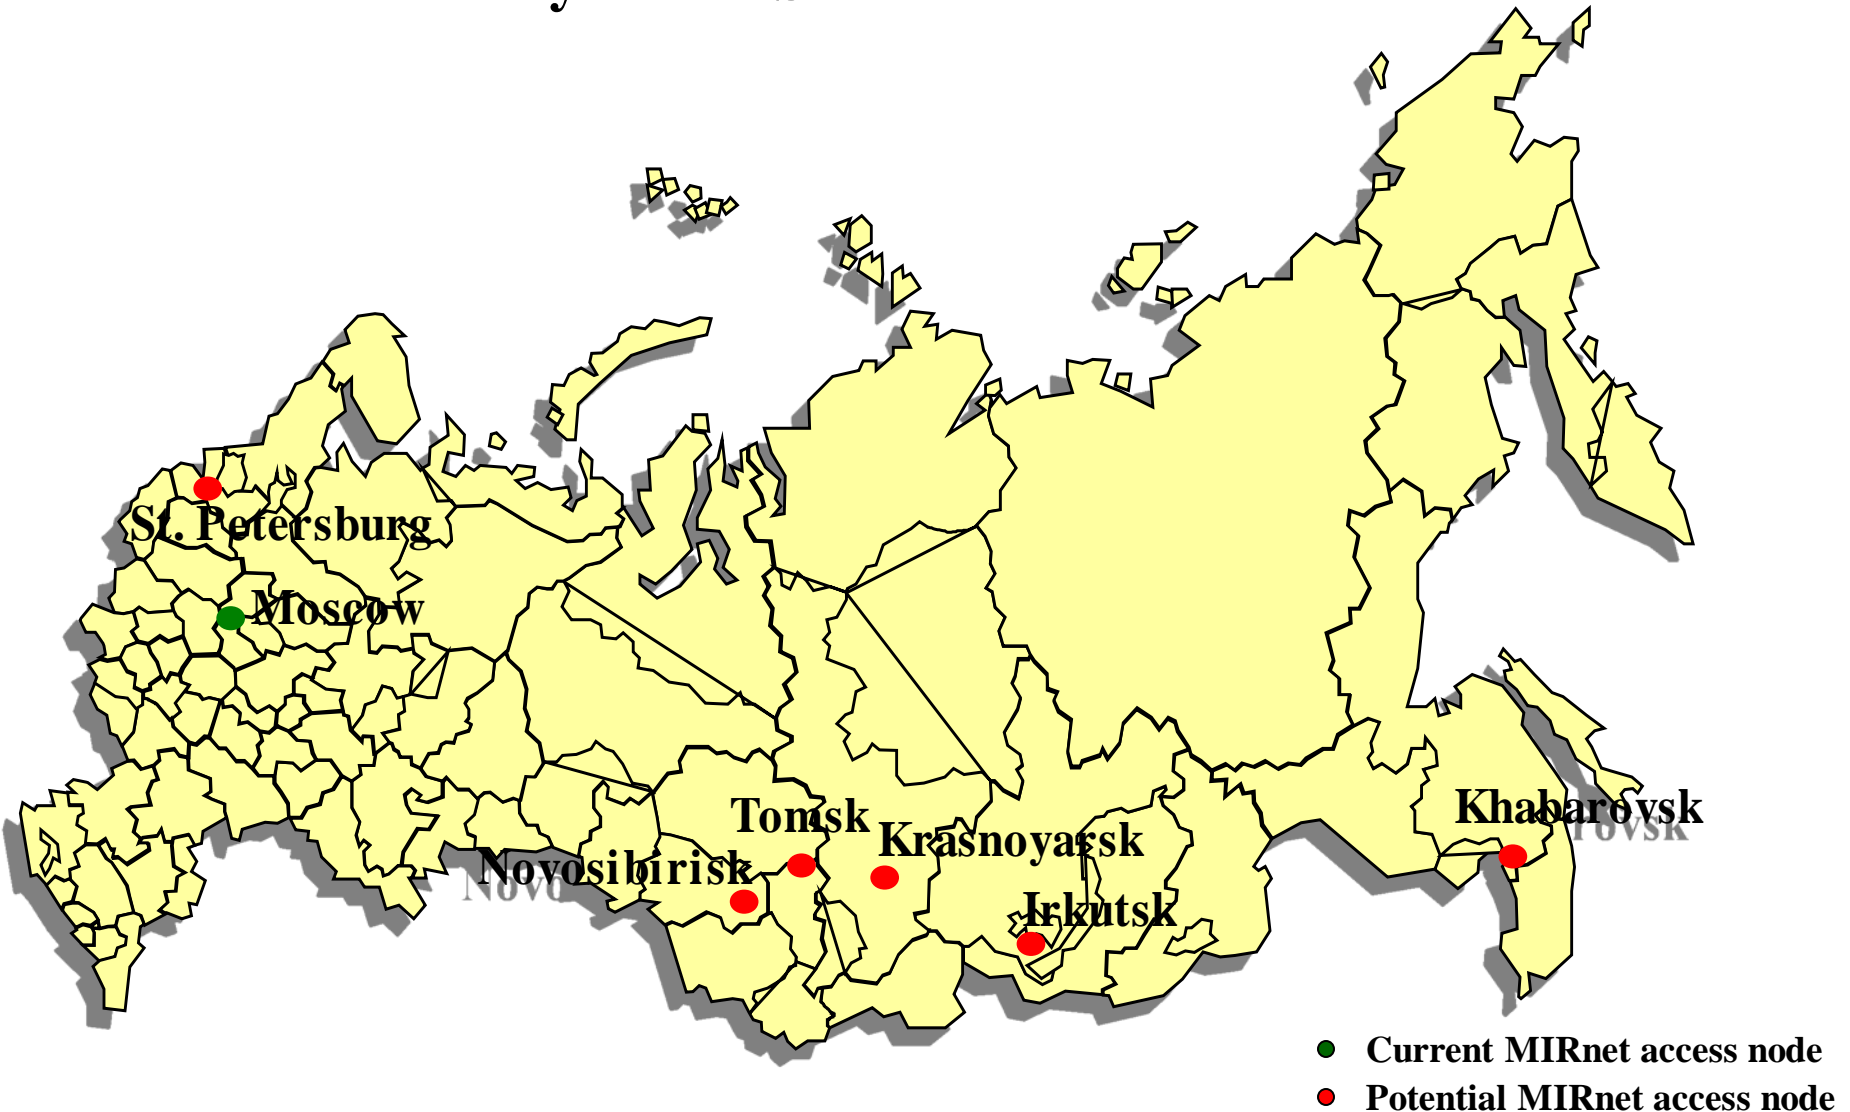 St. Petersburg
Moscow
Tomsk
Krasnoyarsk
Novosibirisk
Irkutsk
Khabarovsk
Current MIRnet access node
Potential MIRnet access node